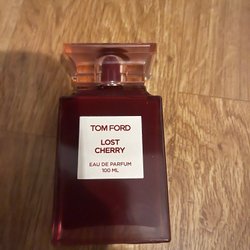 TOM FORD
LOST
CHERRY
EAU DE PARFUM
100 ML